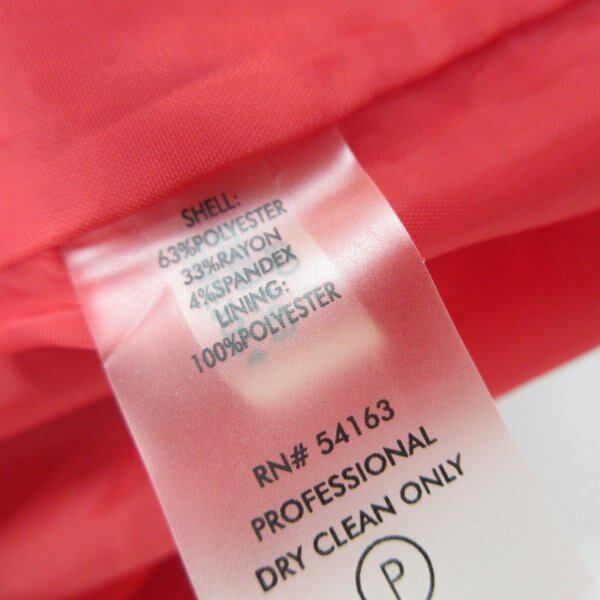 SHELL:
63%POLYESTER
33%RAYON
4%SPANDEX
LINING:
100%POLYESTER
RN# 54163
PROFESSIONAL
DRY CLEAN ONLY
P